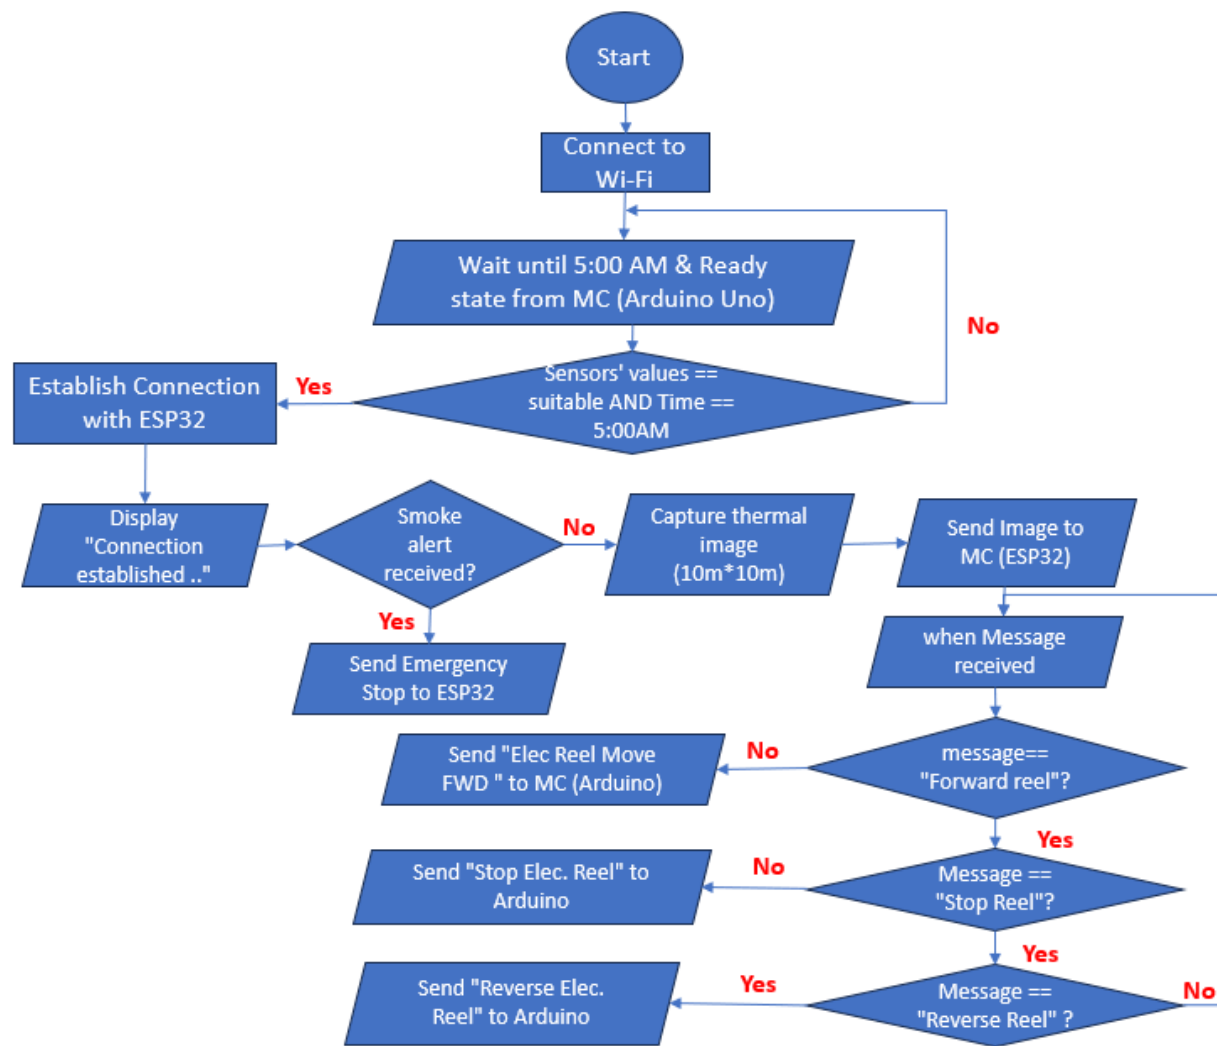 Start
Connect to
Wi-Fi
Wait until 5:00 AM & Ready
state from MC (Arduino Uno)
No
Sensors' values ==
suitable AND Time ==
5:00AM
Yes
Establish Connection
with ESP32
Display
"Connection
established .."
Smoke
alert
received?
No
Capture thermal
image
(10m*10m)
Send Image to
MC (ESP32)
Yes
Send Emergency
Stop to ESP32
when Message
received
message==
"Forward reel"?
No
Send "Elec Reel Move
FWD " to MC (Arduino)
Yes
Message ==
"Stop Reel"?
No
Send "Stop Elec. Reel" to
Arduino
Yes
Message ==
"Reverse Reel" ?
Yes
No
Send "Reverse Elec.
Reel" to Arduino